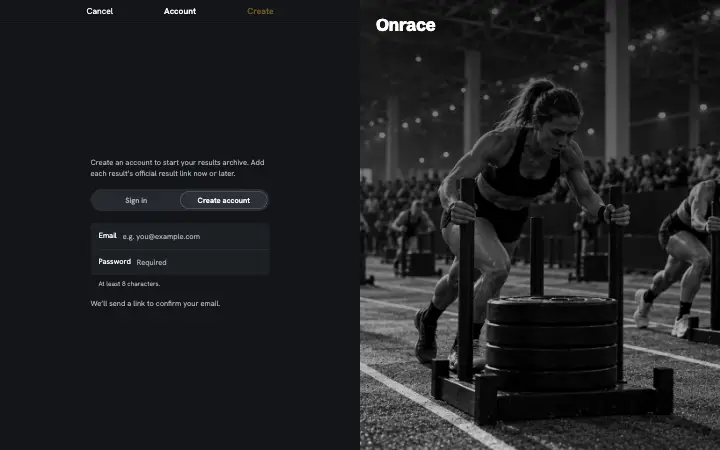 Cancel
Account
Create
Onrace
Create an account to start your results archive. Add
each result's official result link now or later.
Sign in
Create account
Email e.g. you@example.com
Password Required
At least 8 characters.
We'll send a link to confirm your email.